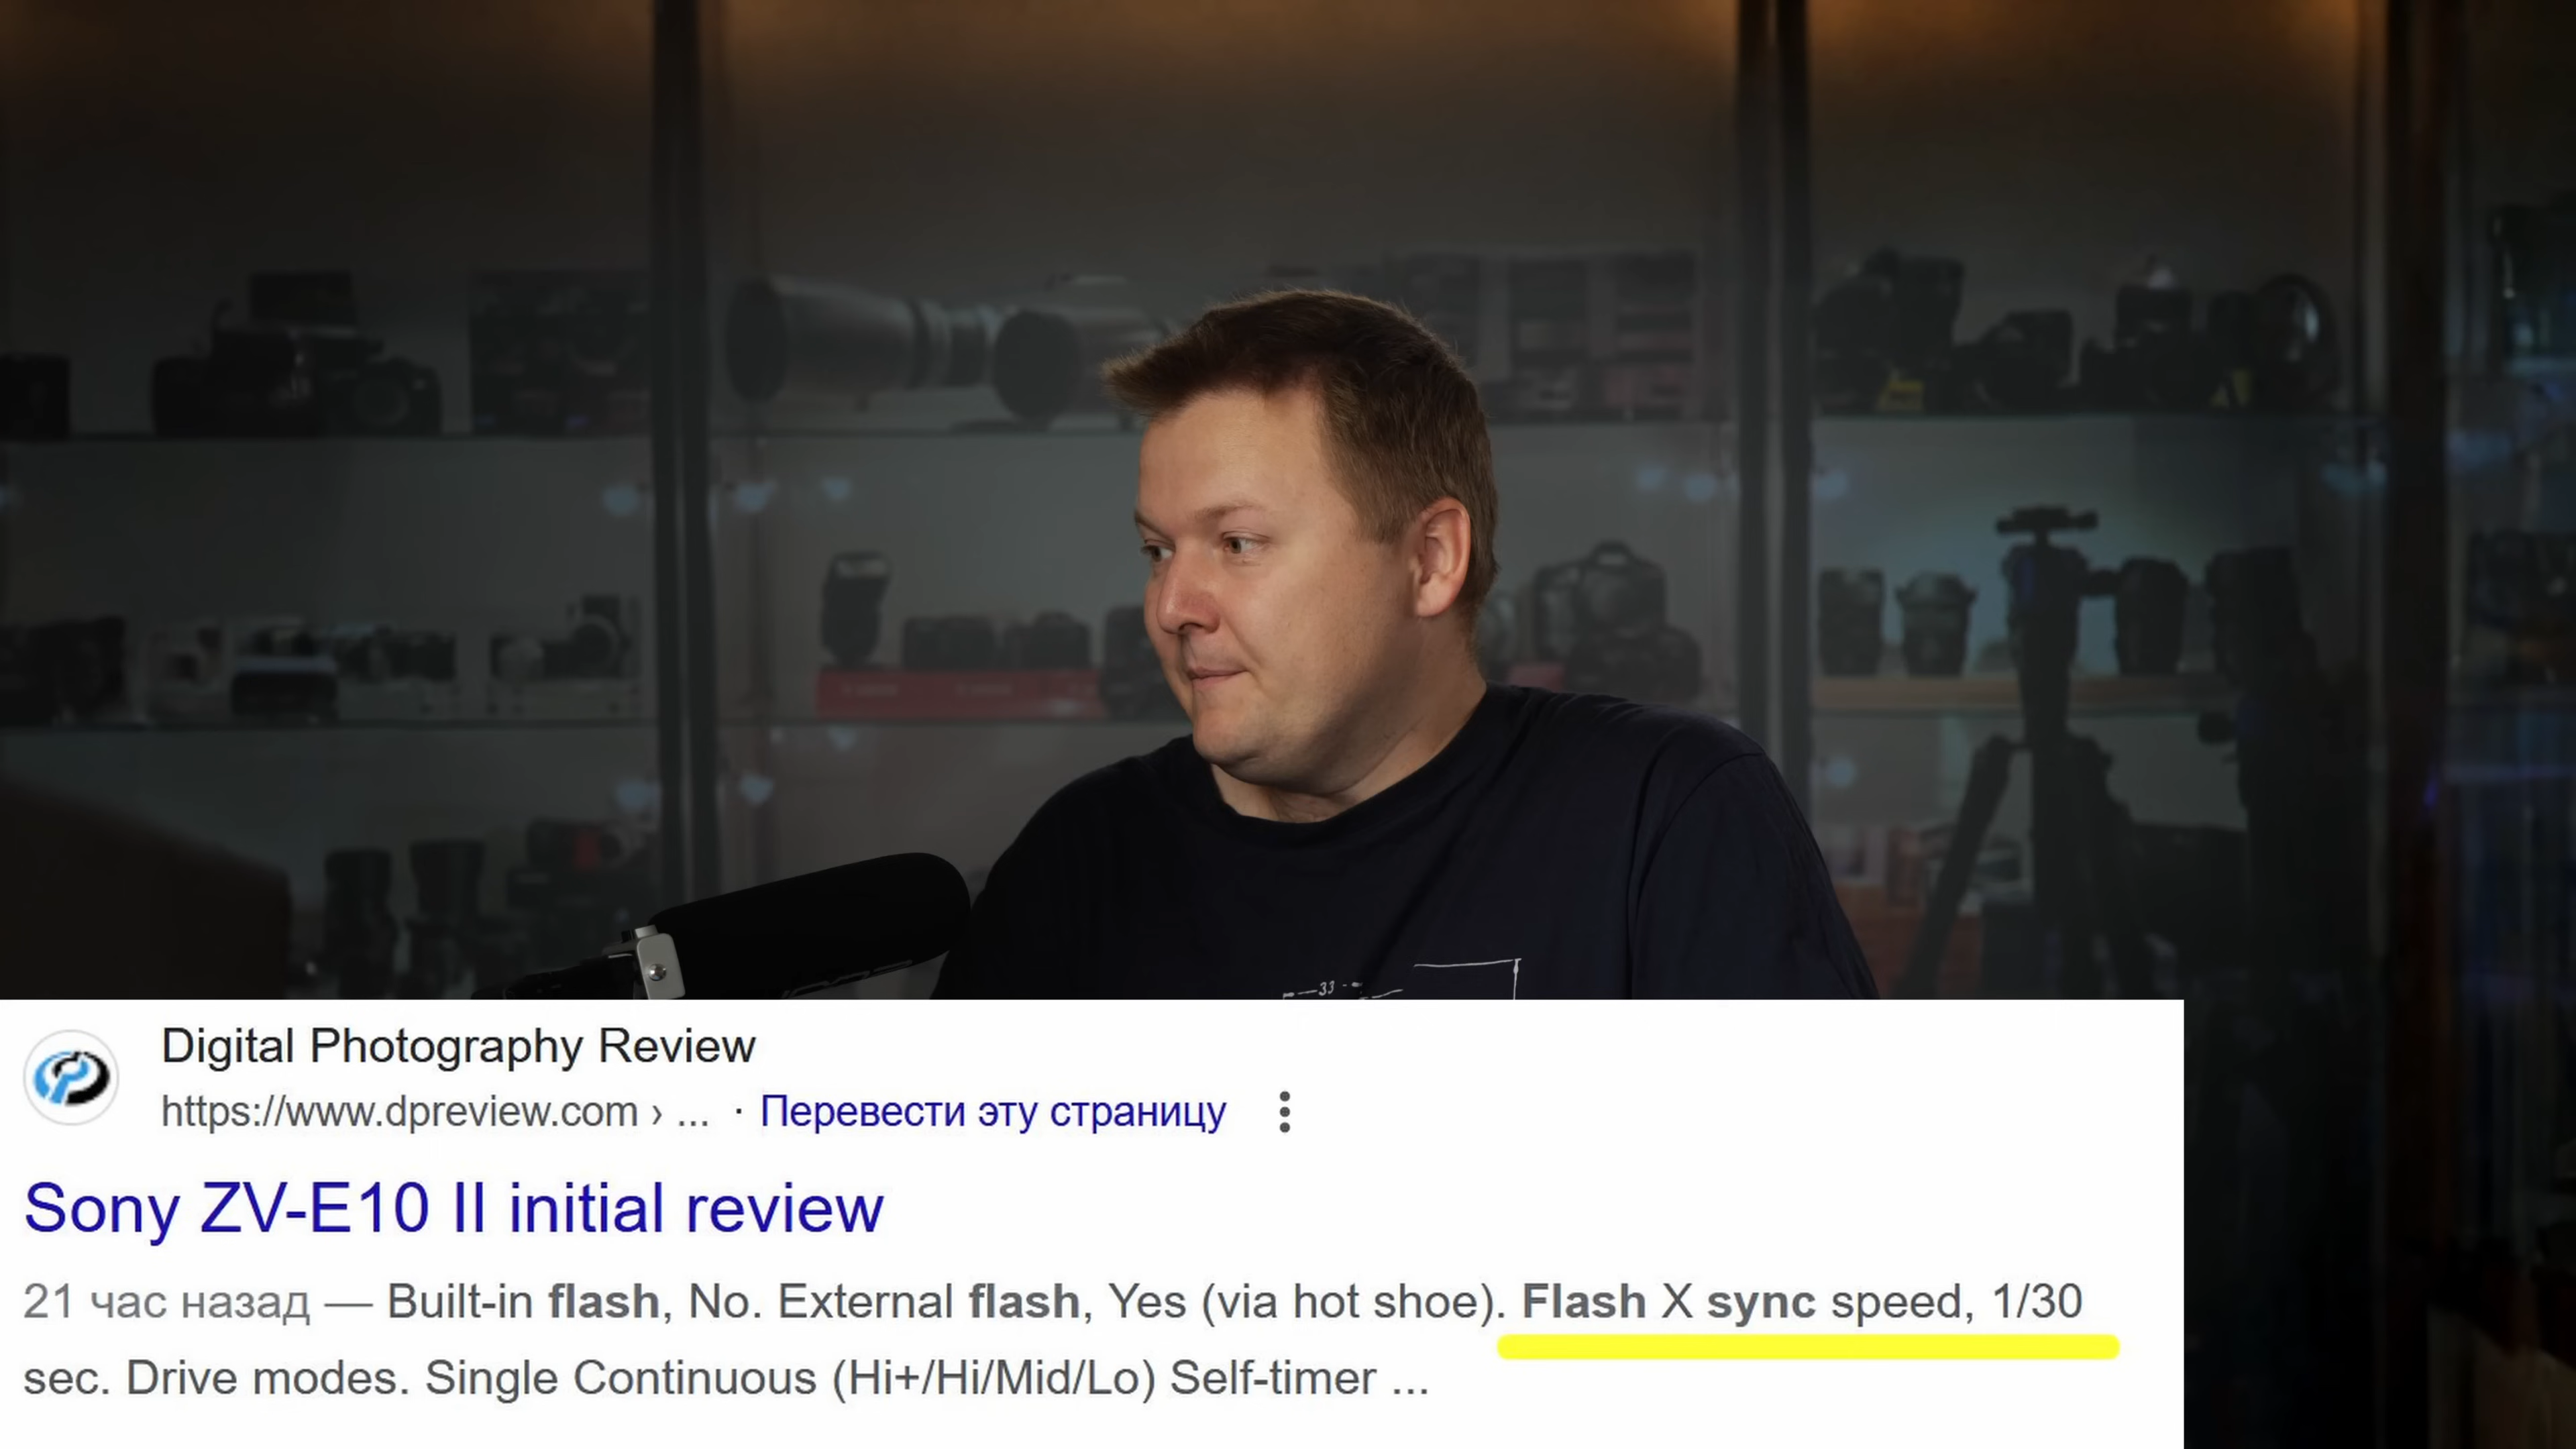 33
Digital Photography Review
https://www.dpreview.com › ... · Перевести эту страницу
Sony ZV-E10 II initial review
21 час назад — Built-in flash, No. External flash, Yes (via hot shoe). Flash X sync speed, 1/30
sec. Drive modes. Single Continuous (Hi+/Hi/Mid/Lo) Self-timer ...